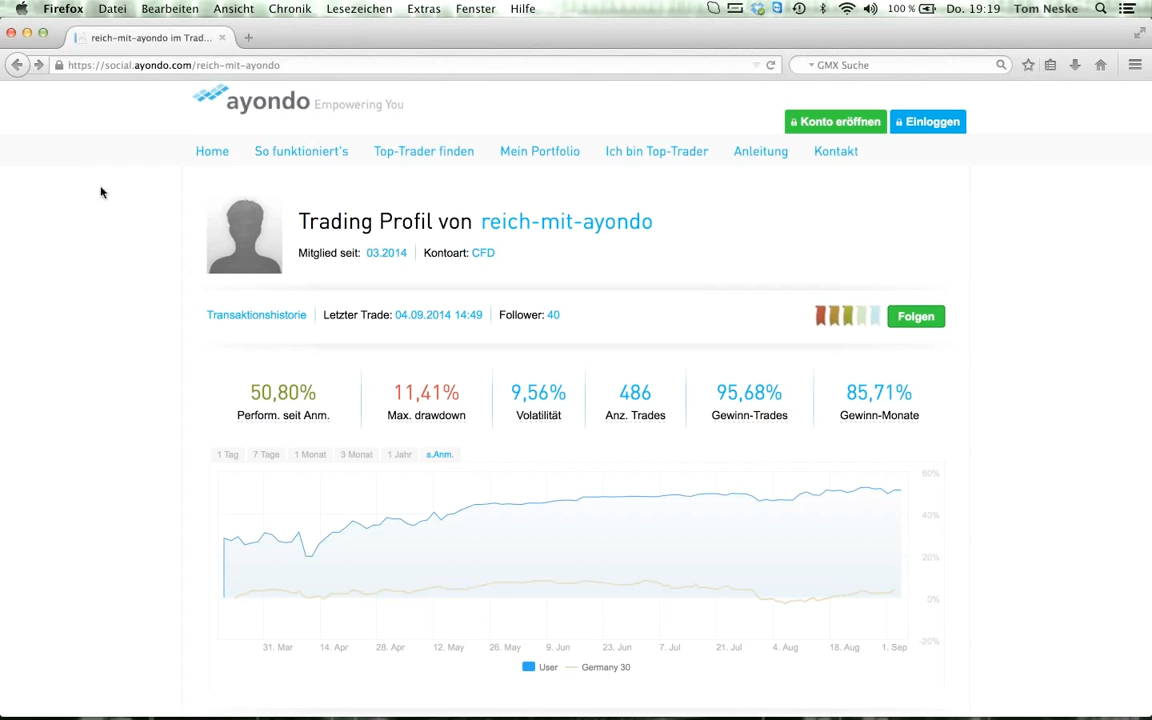 Firefox Datei Bearbeiten Ansicht Chronik Lesezeichen Extras Fenster Hilfe 100 % Do. 19:19 Tom Neske
reich-mit-ayondo im Trad...
https://social.ayondo.com/reich-mit-ayondo GMX Suche
ayondo Empowering You
Konto eröffnen Einloggen
Home So funktioniert's Top-Trader finden Mein Portfolio Ich bin Top-Trader Anleitung Kontakt
Trading Profil von reich-mit-ayondo
Mitglied seit: 03.2014 Kontoart: CFD
Transaktionshistorie Letzter Trade: 04.09.2014 14:49 Follower: 40 Folgen
50,80% 11,41% 9,56% 486 95,68% 85,71%
Perform. seit Anm. Max. drawdown Volatilität Anz. Trades Gewinn-Trades Gewinn-Monate
1 Tag 7 Tage 1 Monat 3 Monat 1 Jahr s.Anm.
60%
40%
20%
0%
-20%
31. Mar 14. Apr 28. Apr 12. May 26. May 9. Jun 23. Jun 7. Jul 21. Jul 4. Aug 18. Aug 1. Sep
User Germany 30